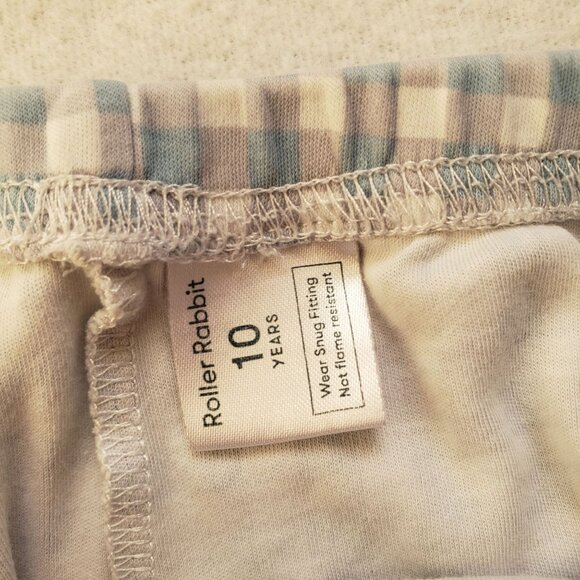 Roller Rabbit
10
YEARS
Wear Snug Fitting
Not flame resistant